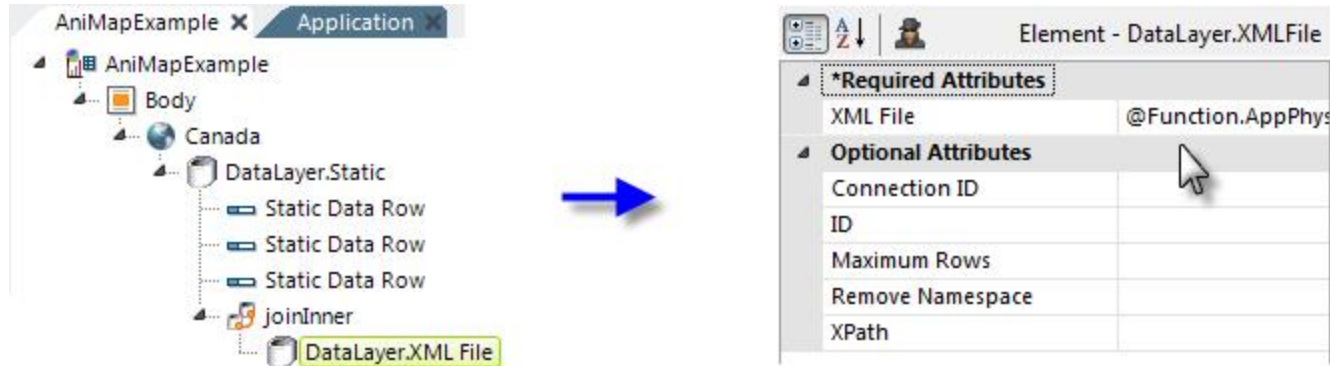 AniMapExample
Application
AniMapExample
Body
Canada
DataLayer.Static
Static Data Row
Static Data Row
Static Data Row
joinInner
DataLayer.XML File
A Z
Element - DataLayer.XMLFile
*Required Attributes
XML File @Function.AppPhys
Optional Attributes
Connection ID
ID
Maximum Rows
Remove Namespace
XPath